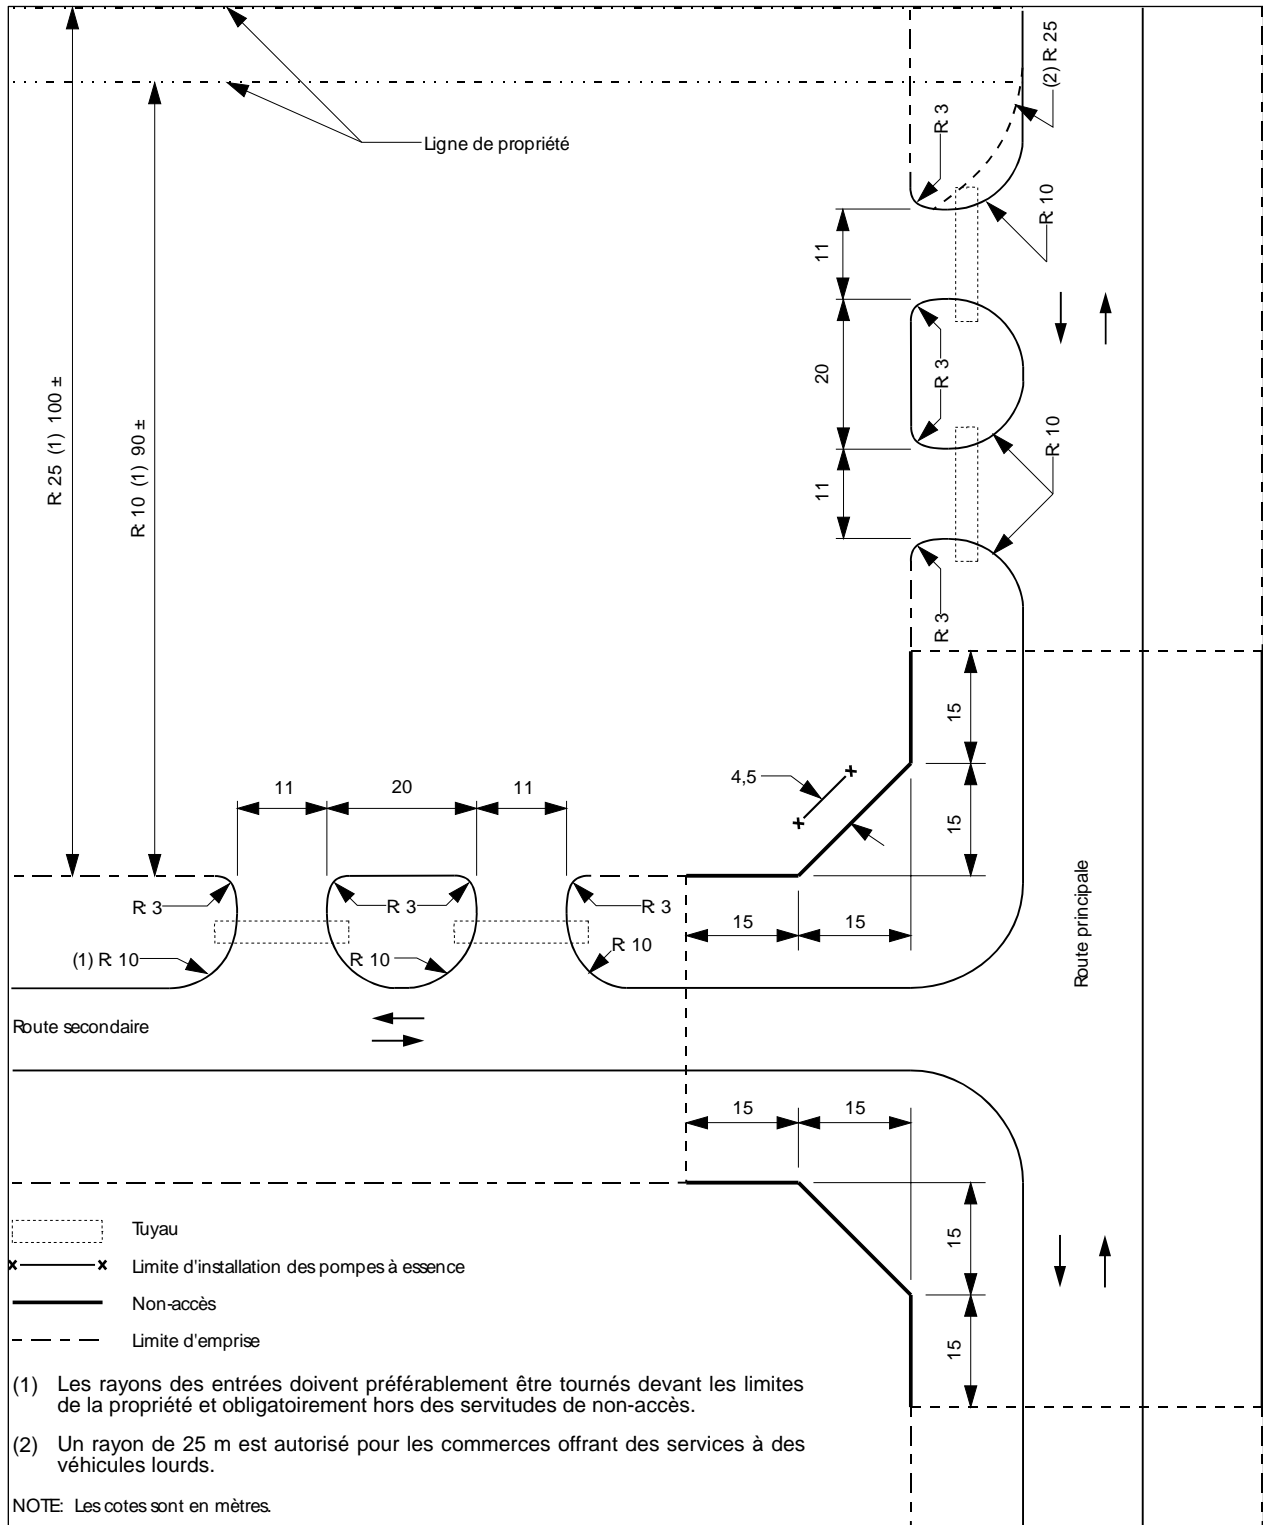 (2) R: 25
R: 3
Ligne de propriété
R: 10
11
20
R: 3
R: 25 (1) 100 ±
R: 10 (1) 90 ±
R: 10
11
R: 3
15
4,5
11
20
11
15
R: 3
R: 3
R: 3
15
15
Route principale
(1) R: 10
R: 10
R: 10
Route secondaire
15
15
15
Tuyau
Limite d'installation des pompes à essence
Non-accès
15
Limite d'emprise
(1) Les rayons des entrées doivent préférablement être tournés devant les limites
de la propriété et obligatoirement hors des servitudes de non-accès.
(2) Un rayon de 25 m est autorisé pour les commerces offrant des services à des
véhicules lourds.
NOTE: Les cotes sont en mètres.